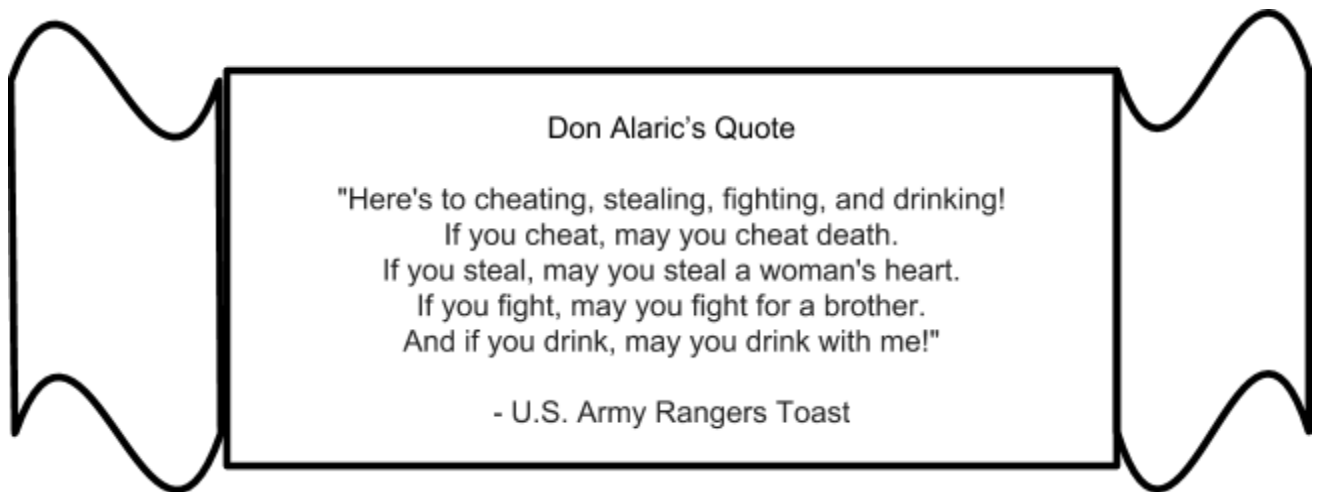 Don Alaric’s Quote
"Here's to cheating, stealing, fighting, and drinking!
If you cheat, may you cheat death.
If you steal, may you steal a woman's heart.
If you fight, may you fight for a brother.
And if you drink, may you drink with me!"
- U.S. Army Rangers Toast